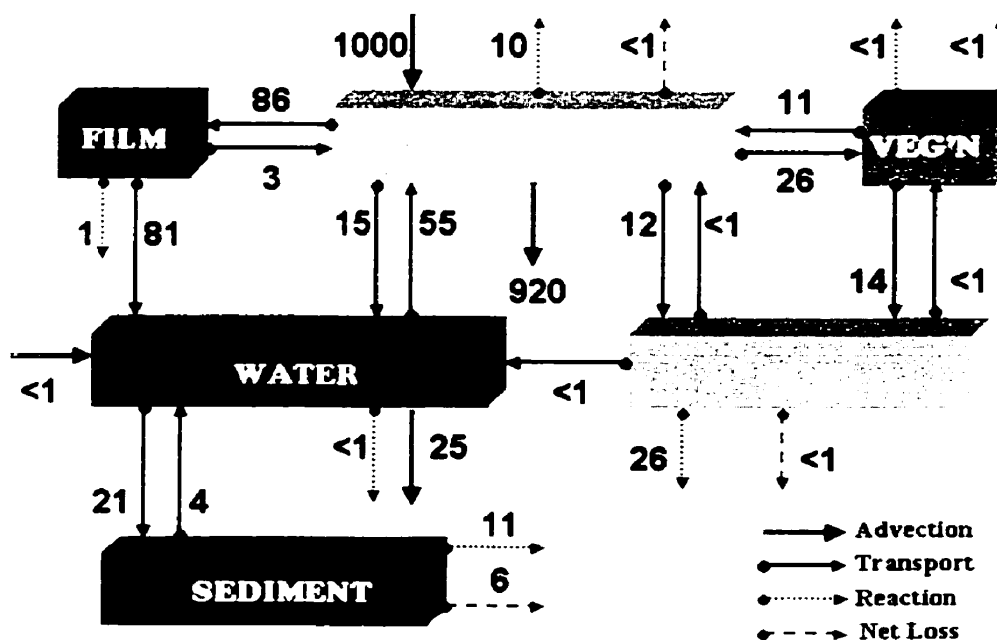 1000 10 <1 <1 <1
86 11
FILM VEG'N
3 26
1 81 15 55 12 <1
920 14 <1
WATER
<1 <1
<1 25 26 <1
21 4
11
Advection
6 Transport
SEDIMENT
Reaction
Net Loss